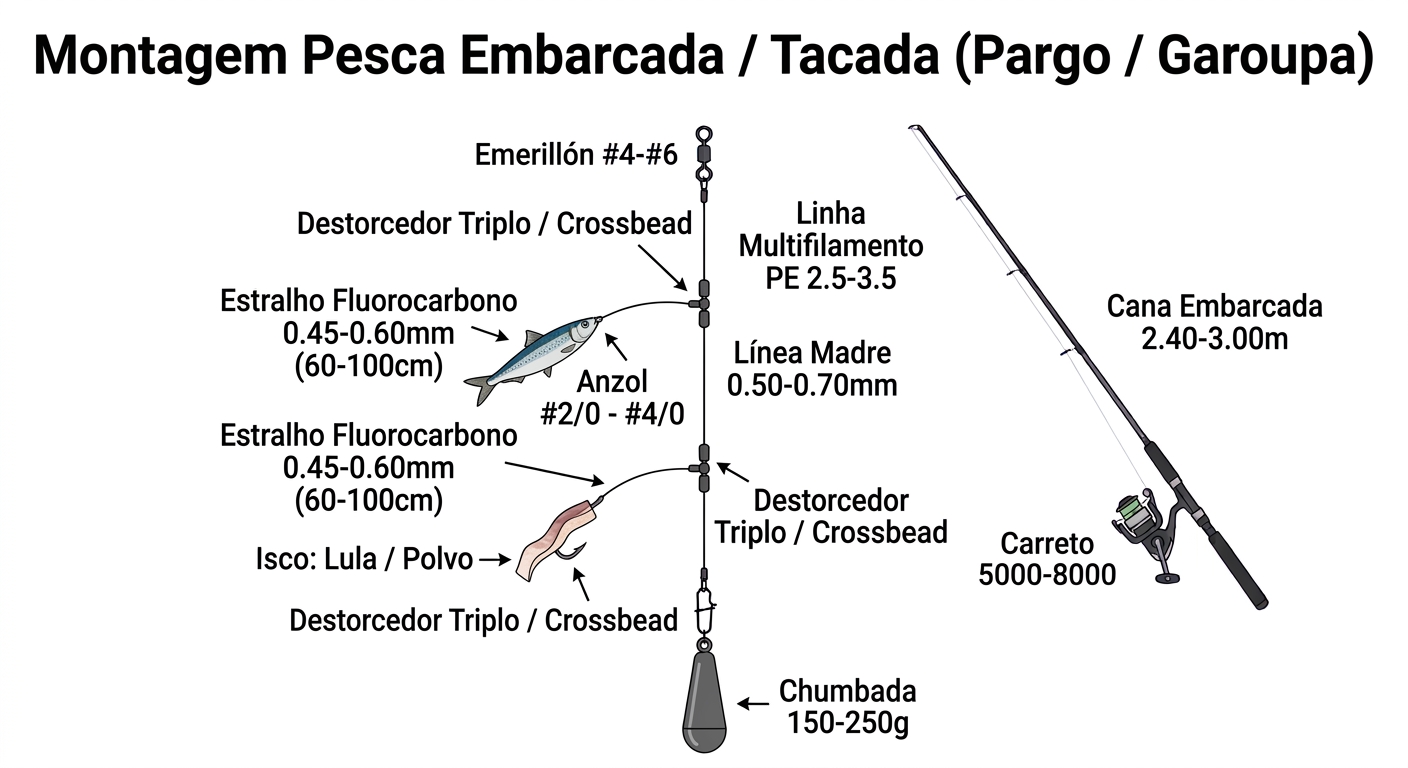 Montagem Pesca Embarcada / Tacada (Pargo / Garoupa)
Emerillón #4-#6
Destorcedor Triplo / Crossbead
Linha
Multifilamento
PE 2.5-3.5
Estralho Fluorocarbono
0.45-0.60mm
(60-100cm)
Cana Embarcada
2.40-3.00m
Línea Madre
0.50-0.70mm
Anzol
#2/0 - #4/0
Estralho Fluorocarbono
0.45-0.60mm
(60-100cm)
Destorcedor
Triplo / Crossbead
Carreto
5000-8000
Isco: Lula / Polvo
Destorcedor Triplo / Crossbead
Chumbada
150-250g